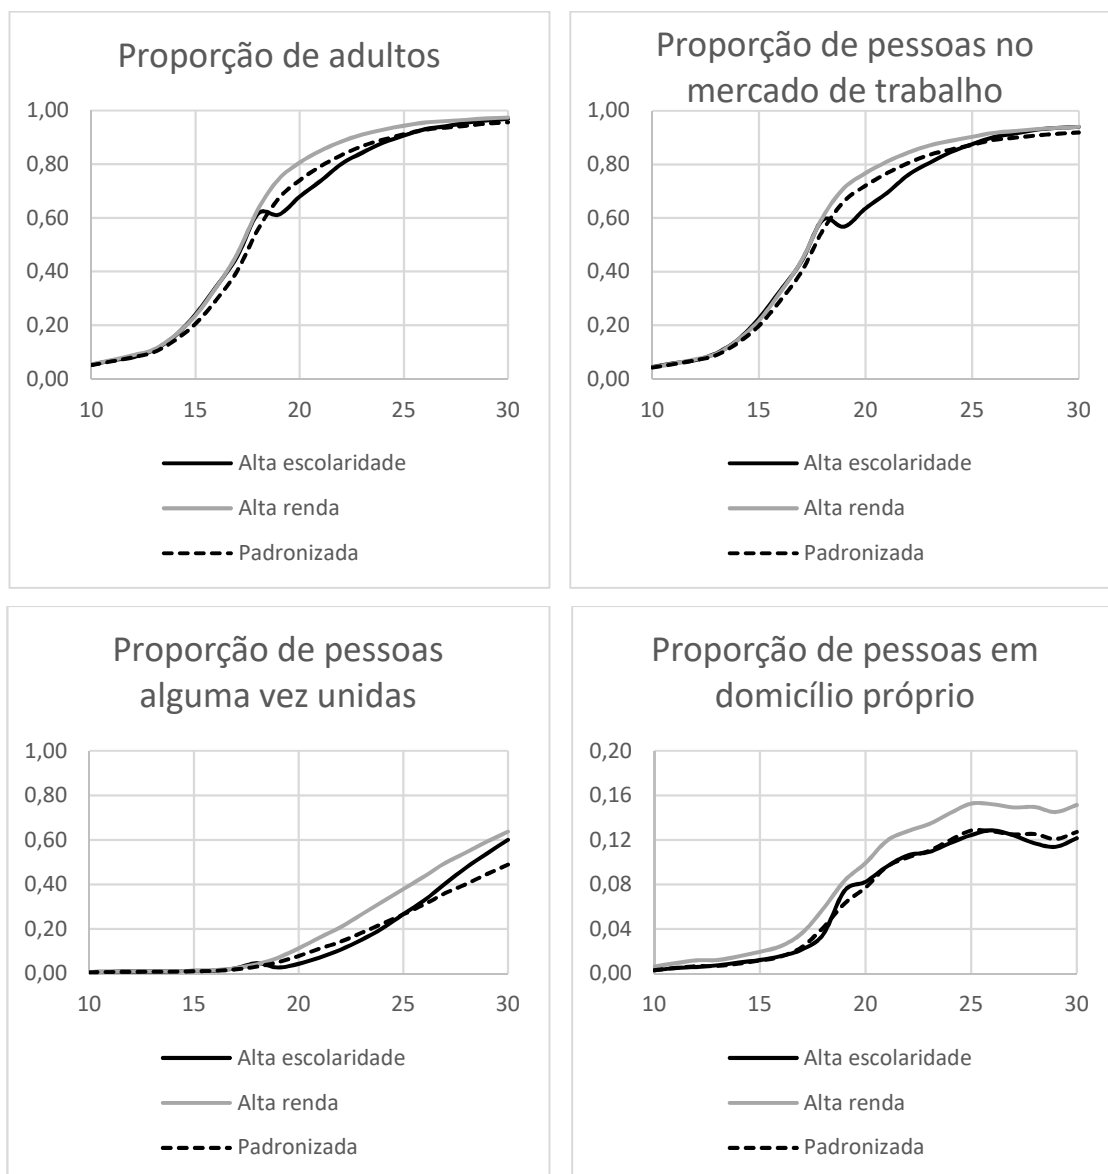 Proporção de adultos
1,00
0,80
0,60
0,40
0,20
0,00
10 15 20 25 30
Alta escolaridade
Alta renda
Padronizada
Proporção de pessoas no
mercado de trabalho
1,00
0,80
0,60
0,40
0,20
0,00
10 15 20 25 30
Alta escolaridade
Alta renda
Padronizada
Proporção de pessoas
alguma vez unidas
1,00
0,80
0,60
0,40
0,20
0,00
10 15 20 25 30
Alta escolaridade
Alta renda
Padronizada
Proporção de pessoas em
domicílio próprio
0,20
0,16
0,12
0,08
0,04
0,00
10 15 20 25 30
Alta escolaridade
Alta renda
Padronizada